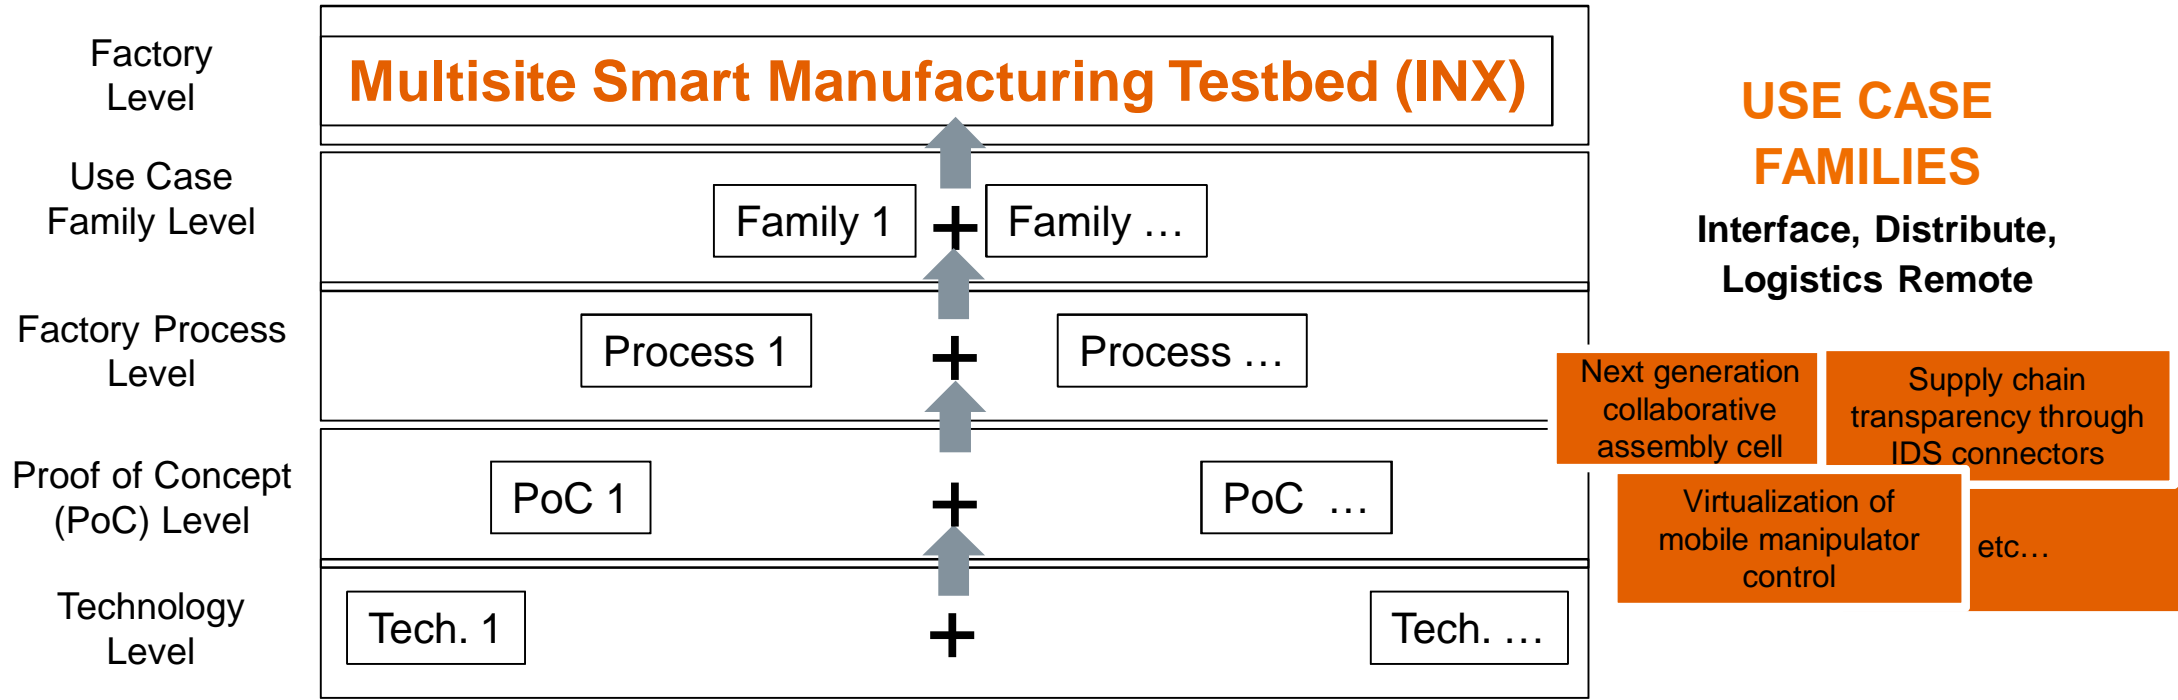 Factory
Level
Multisite Smart Manufacturing Testbed (INX)
Use Case
Family Level
Family 1
+
Family …
Factory Process
Level
Process 1
+
Process …
Proof of Concept
(PoC) Level
PoC 1
+
PoC …
Technology
Level
Tech. 1
+
Tech. …
USE CASE
FAMILIES
Interface, Distribute,
Logistics Remote
Next generation
collaborative
assembly cell
Supply chain
transparency through
IDS connectors
Virtualization of
mobile manipulator
control
etc…